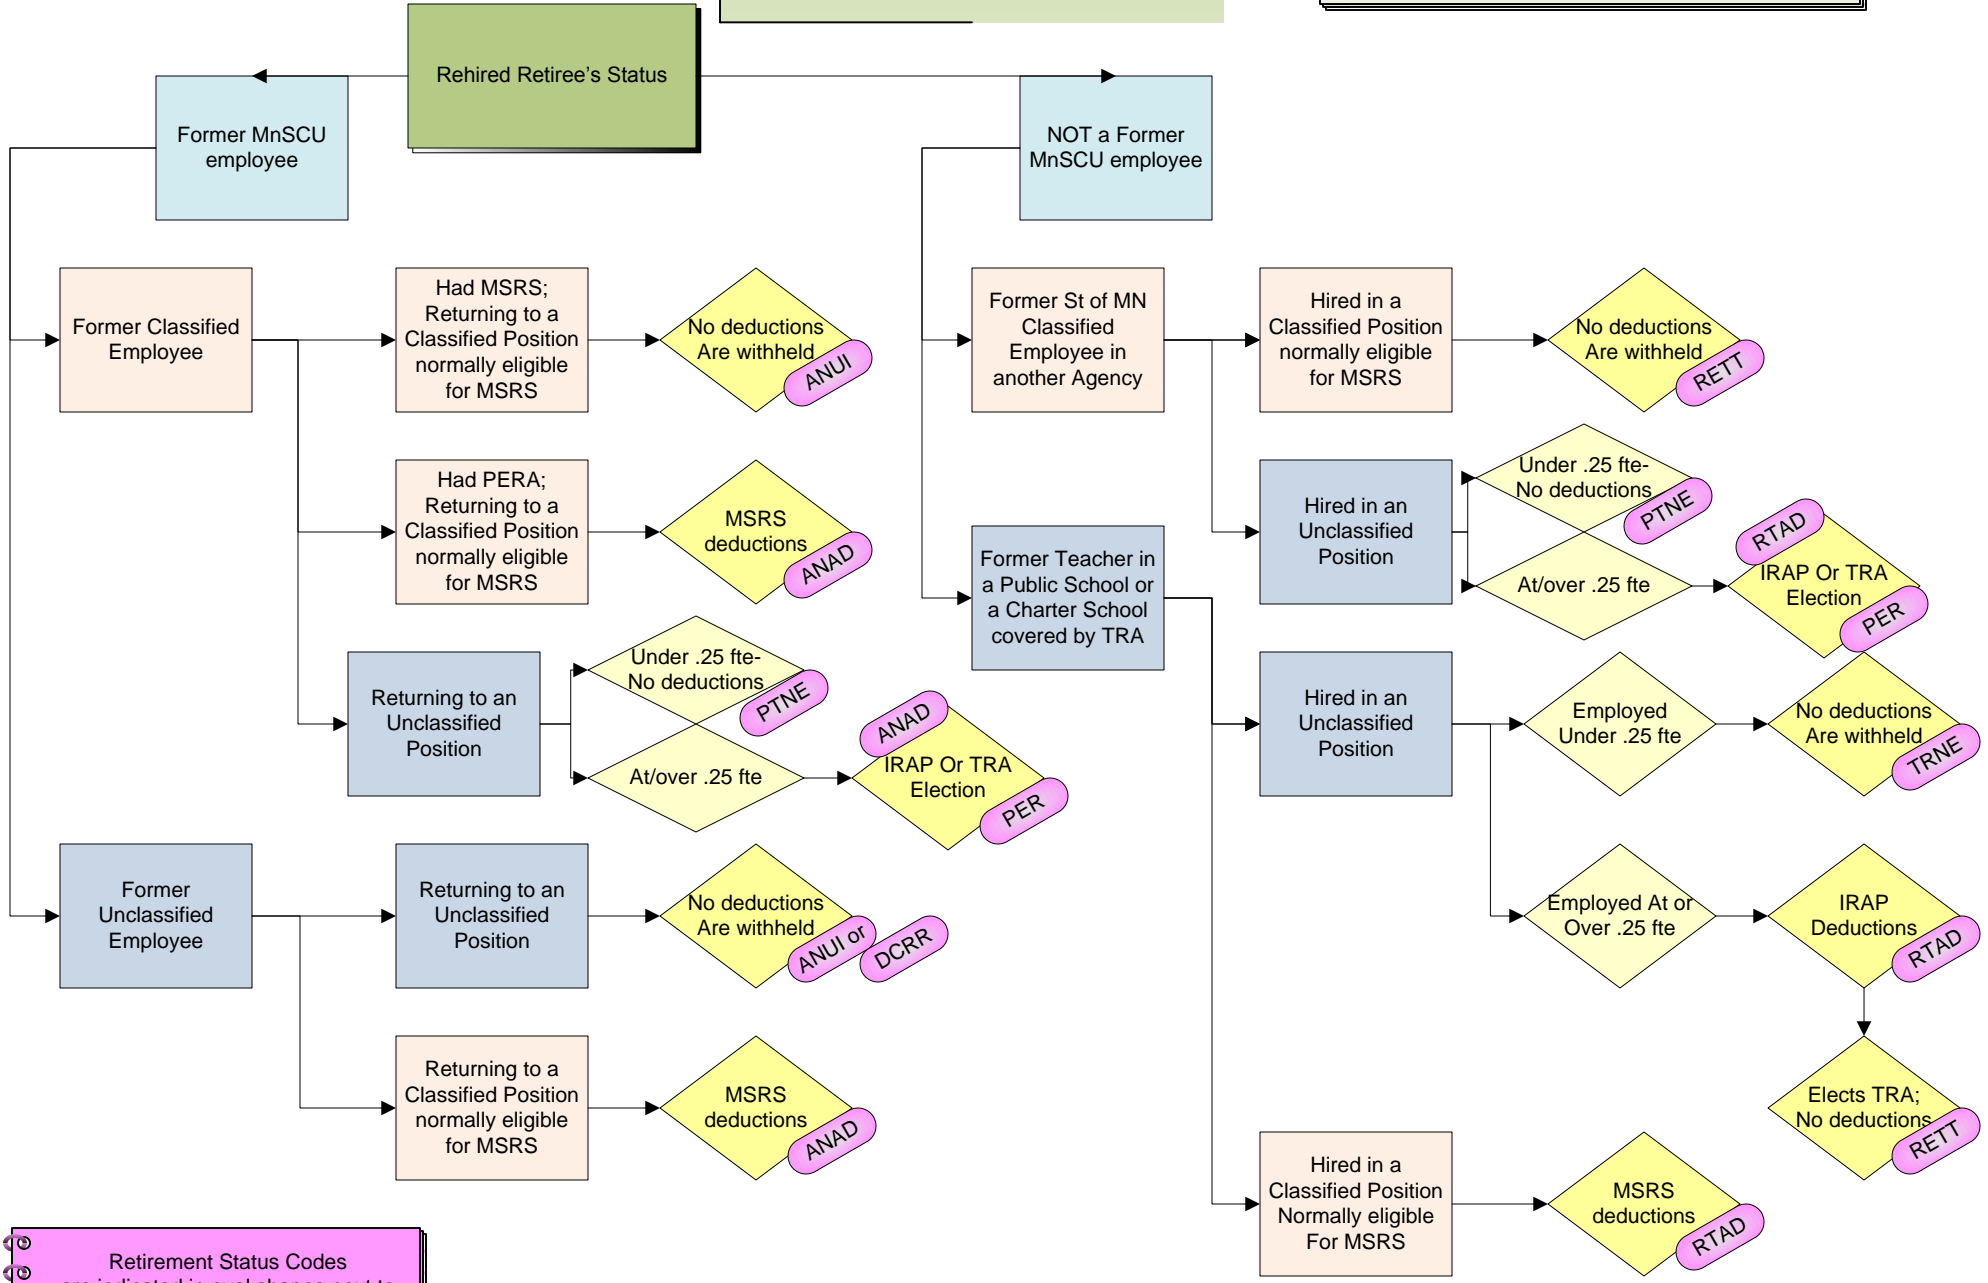 Rehired Retiree's Status
Former MnSCU
employee
NOT a Former
MnSCU employee
Former Classified
Employee
Had MSRS;
Returning to a
Classified Position
normally eligible
for MSRS
No deductions
Are withheld
ANUI
Had PERA;
Returning to a
Classified Position
normally eligible
for MSRS
MSRS
deductions
ANAD
Returning to an
Unclassified
Position
Under .25 fte-
No deductions
PTNE
At/over .25 fte
ANAD
IRAP Or TRA
Election
PER
Former
Unclassified
Employee
Returning to an
Unclassified
Position
No deductions
Are withheld
ANUI or
DCRR
Returning to a
Classified Position
normally eligible
for MSRS
MSRS
deductions
ANAD
Former St of MN
Classified
Employee in
another Agency
Hired in a
Classified Position
normally eligible
for MSRS
No deductions
Are withheld
RETT
Hired in an
Unclassified
Position
Under .25 fte-
No deductions
PTNE
At/over .25 fte
RTAD
IRAP Or TRA
Election
PER
Former Teacher in
a Public School or
a Charter School
covered by TRA
Hired in an
Unclassified
Position
Employed
Under .25 fte
No deductions
Are withheld
TRNE
Employed At or
Over .25 fte
IRAP
Deductions
RTAD
Elects TRA;
No deductions
RETT
Hired in a
Classified Position
Normally eligible
For MSRS
MSRS
deductions
RTAD
Retirement Status Codes